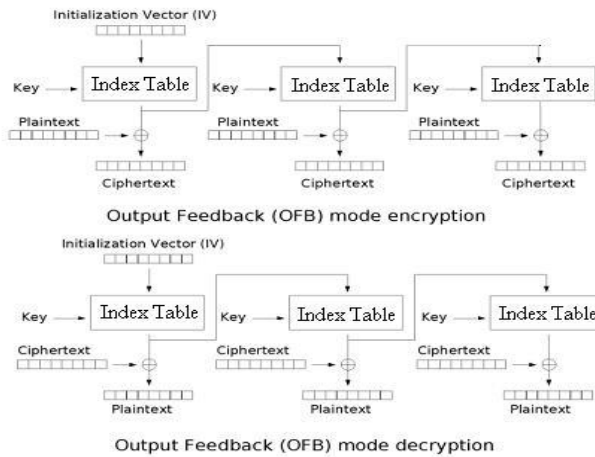 Initialization Vector (IV)
Key Index Table Key Index Table Key Index Table
Plaintext Plaintext Plaintext
Ciphertext Ciphertext Ciphertext
Output Feedback (OFB) mode encryption
Initialization Vector (IV)
Key Index Table Key Index Table Key Index Table
Ciphertext Ciphertext Ciphertext
Plaintext Plaintext Plaintext
Output Feedback (OFB) mode decryption